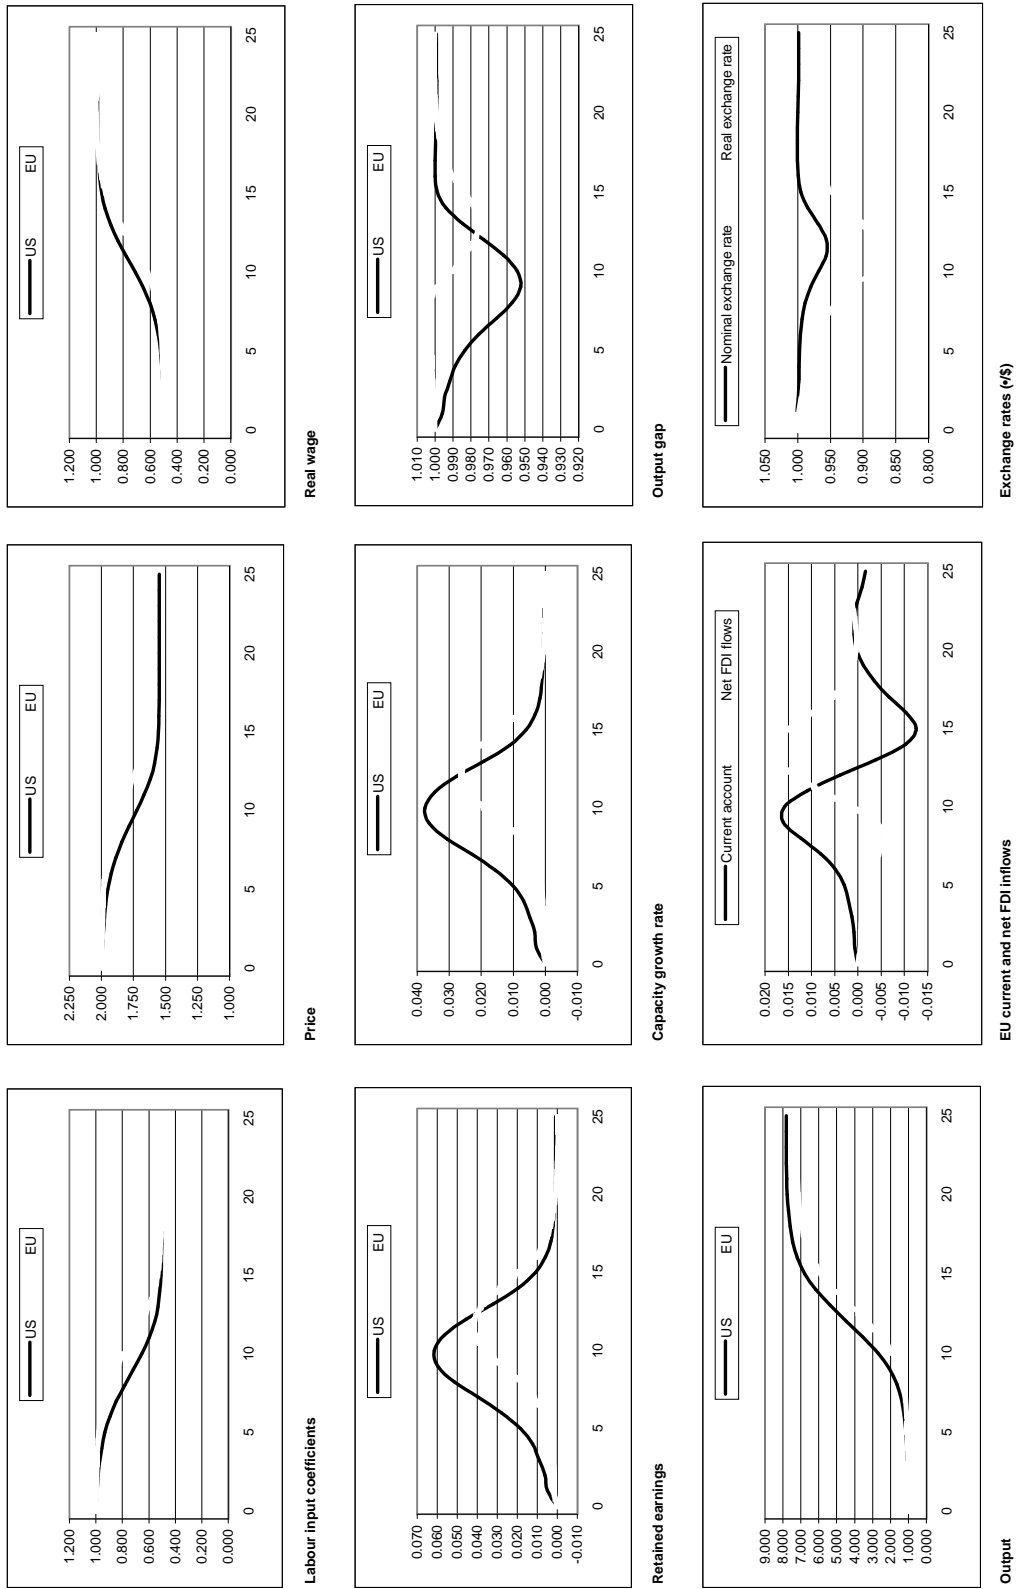 US EU
1.200
1.000
0.800
0.600
0.400
0.200
0.000
0 5 10 15 20 25
Labour input coefficients
US EU
2.250
2.000
1.750
1.500
1.250
1.000
0 5 10 15 20 25
Price
US EU
1.200
1.000
0.800
0.600
0.400
0.200
0.000
0 5 10 15 20 25
Real wage
US EU
0.070
0.060
0.050
0.040
0.030
0.020
0.010
0.000
-0.010
0 5 10 15 20 25
Retained earnings
US EU
0.040
0.030
0.020
0.010
0.000
-0.010
0 5 10 15 20 25
Capacity growth rate
US EU
1.010
1.000
0.990
0.980
0.970
0.960
0.950
0.940
0.930
0.920
0 5 10 15 20 25
Output gap
US EU
9.000
8.000
7.000
6.000
5.000
4.000
3.000
2.000
1.000
0.000
0 5 10 15 20 25
Output
Current account Net FDI flows
0.020
0.015
0.010
0.005
0.000
-0.005
-0.010
-0.015
0 5 10 15 20 25
EU current and net FDI inflows
Nominal exchange rate Real exchange rate
1.050
1.000
0.950
0.900
0.850
0.800
0 5 10 15 20 25
Exchange rates (•/$)